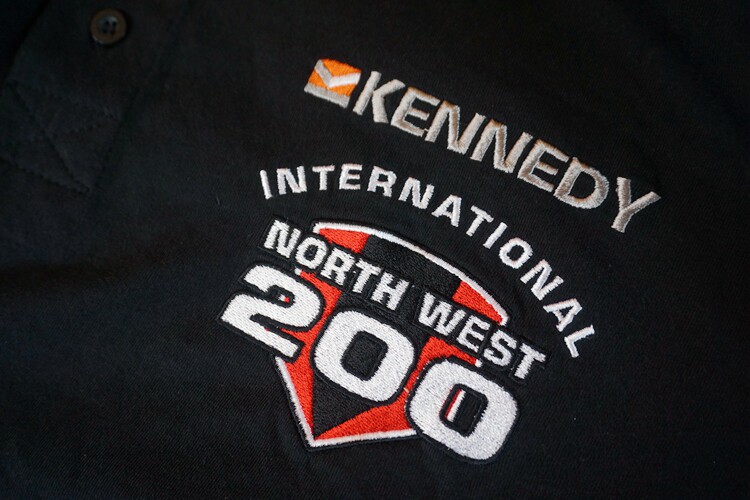 KENNEDY
INTERNATIONAL
NORTH WEST
200